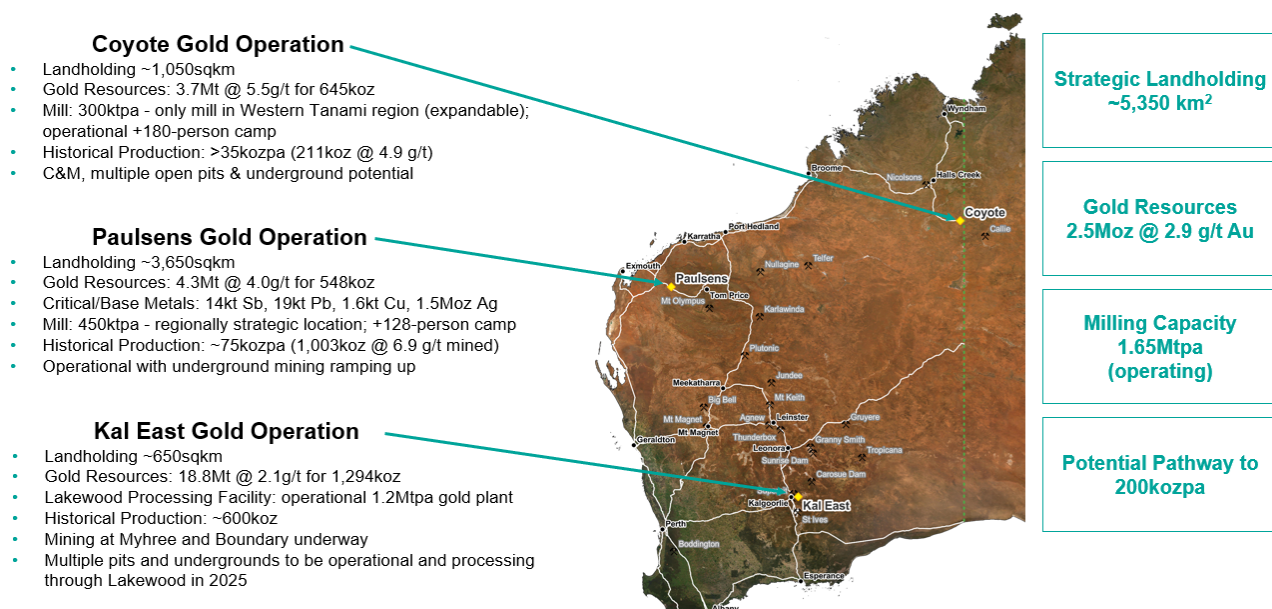 Coyote Gold Operation
• Landholding ~1,050sqkm
• Gold Resources: 3.7Mt @ 5.5g/t for 645koz
• Mill: 300ktpa - only mill in Western Tanami region (expandable);
operational +180-person camp
• Historical Production: >35kozpa (211koz @ 4.9 g/t)
• C&M, multiple open pits & underground potential
Paulsens Gold Operation
• Landholding ~3,650sqkm
• Gold Resources: 4.3Mt @ 4.0g/t for 548koz
• Critical/Base Metals: 14kt Sb, 19kt Pb, 1.6kt Cu, 1.5Moz Ag
• Mill: 450ktpa - regionally strategic location; +128-person camp
• Historical Production: ~75kozpa (1,003koz @ 6.9 g/t mined)
• Operational with underground mining ramping up
Kal East Gold Operation
• Landholding ~650sqkm
• Gold Resources: 18.8Mt @ 2.1g/t for 1,294koz
• Lakewood Processing Facility: operational 1.2Mtpa gold plant
• Historical Production: ~600koz
• Mining at Myhree and Boundary underway
• Multiple pits and undergrounds to be operational and processing
through Lakewood in 2025
Wyndham
Broome
Nicolsons
Halls Creek
Coyote
Callie
Port Hedland
Karratha
Exmouth
Nullagine
Telfer
Paulsens
Tom Price
Mt Olympus
Karlawinda
Plutonic
Meekatharra
Jundee
Big Bell
Mt Keith
Mt Magnet
Mt Magnet
Agnew
Leinster
Gruyere
Geraldton
Thunderbox
Leonora
Granny Smith
Sunrise Dam
Tropicana
Carosue Dam
Kalgoorlie
Kal East
St Ives
Perth
Boddington
Esperance
Albany
Strategic Landholding
~5,350 km²
Gold Resources
2.5Moz @ 2.9 g/t Au
Milling Capacity
1.65Mtpa
(operating)
Potential Pathway to
200kozpa